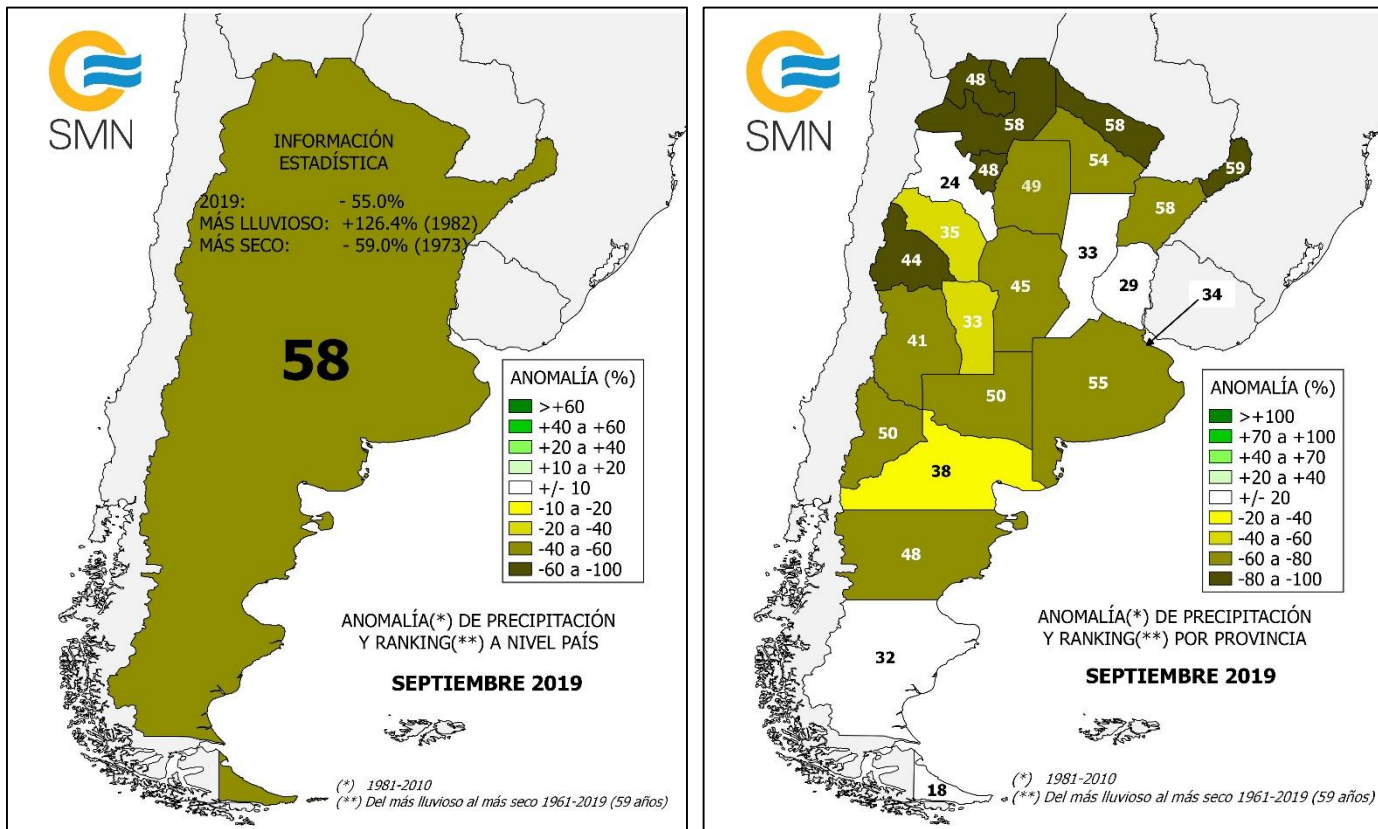 SMN
INFORMACIÓN
ESTADÍSTICA
2019: - 55.0%
MÁS LLUVIOSO: +126.4% (1982)
MÁS SECO: - 59.0% (1973)
58
ANOMALÍA (%)
>+60
+40 a +60
+20 a +40
+10 a +20
+/- 10
-10 a -20
-20 a -40
-40 a -60
-60 a -100
ANOMALÍA(*) DE PRECIPITACIÓN
Y RANKING(**) A NIVEL PAÍS
SEPTIEMBRE 2019
(*) 1981-2010
(**) Del más lluvioso al más seco 1961-2019 (59 años)
SMN
48
58
58
54
59
24
48
49
58
35
33
44
29
34
45
33
41
55
50
50
38
48
32
18
ANOMALÍA (%)
>+100
+70 a +100
+40 a +70
+20 a +40
+/- 20
-20 a -40
-40 a -60
-60 a -80
-80 a -100
ANOMALÍA(*) DE PRECIPITACIÓN
Y RANKING(**) POR PROVINCIA
SEPTIEMBRE 2019
(*) 1981-2010
(**) Del más lluvioso al más seco 1961-2019 (59 años)